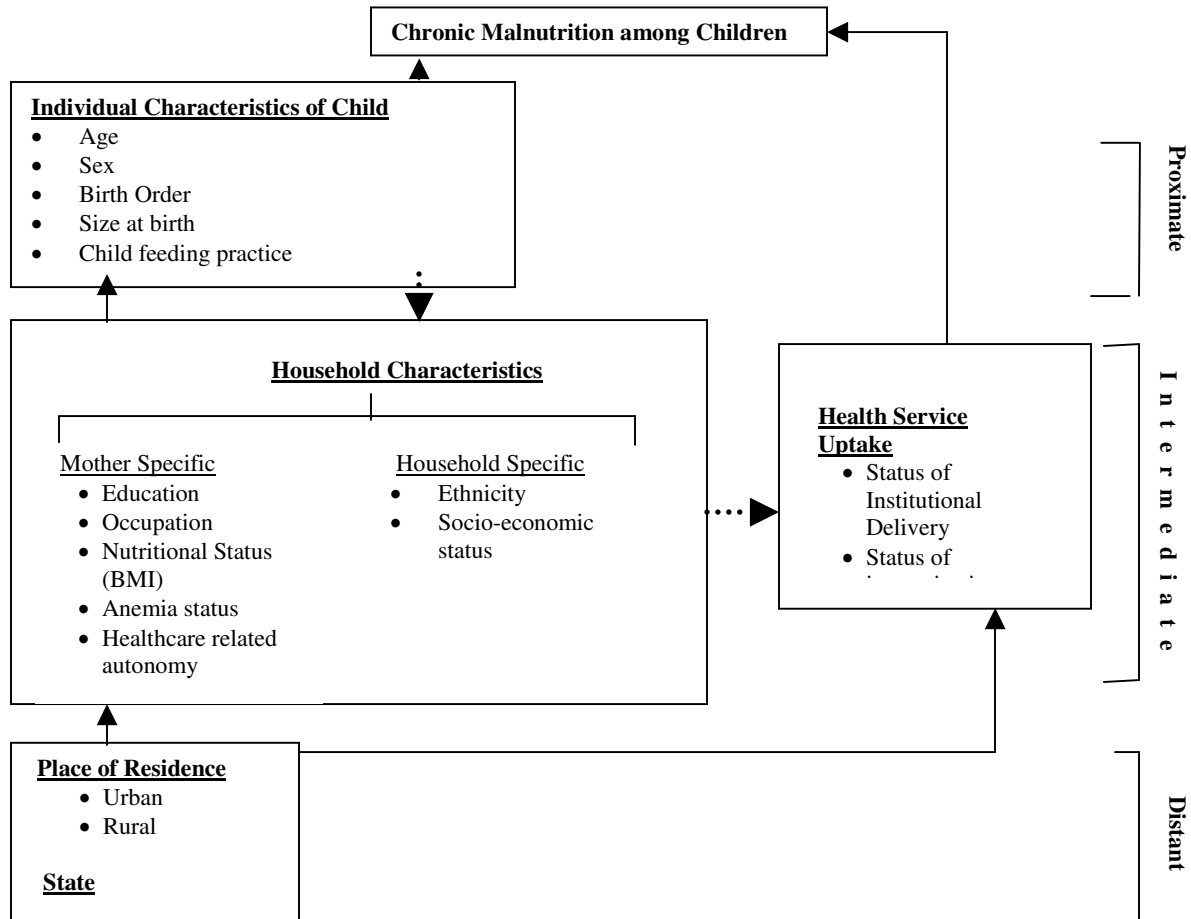 Chronic Malnutrition among Children
Individual Characteristics of Child
• Age
• Sex
• Birth Order
• Size at birth
• Child feeding practice
Proximate
Household Characteristics
Mother Specific
• Education
• Occupation
• Nutritional Status
(BMI)
• Anemia status
• Healthcare related
autonomy
Household Specific
• Ethnicity
• Socio-economic
status
Health Service
Uptake
• Status of
Institutional
Delivery
• Status of
Intermediate
Place of Residence
• Urban
• Rural
State
Distant